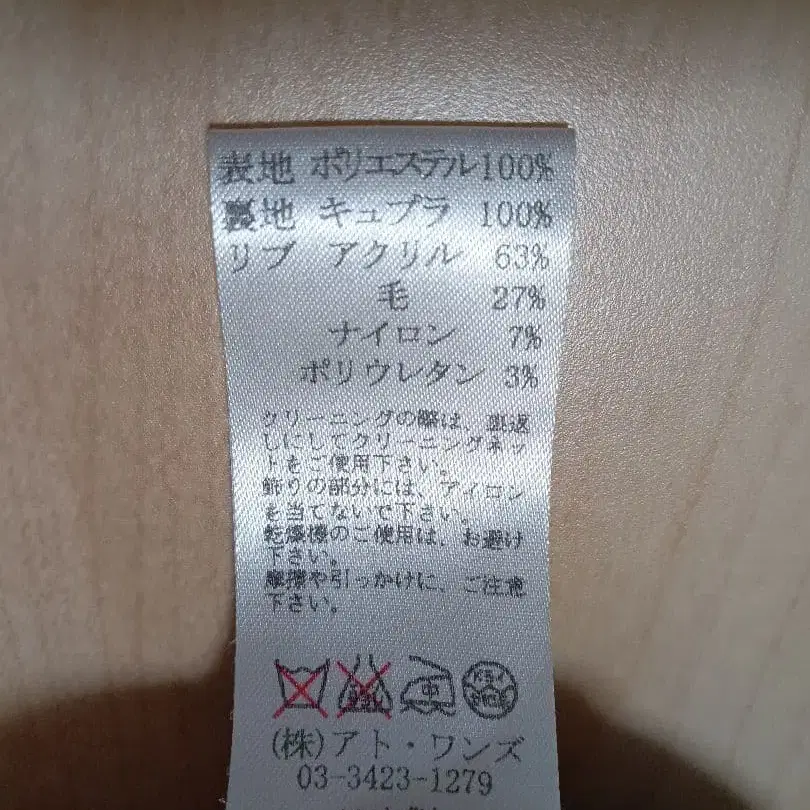 表地 ポリエステル100%
裏地 キュプラ 100%
リブ アクリル 63%
毛 27%
ナイロン 7%
ポリウレタン 3%
クリーニングの際は、裏返
しにしてクリーニングネッ
トをご使用下さい。
飾りの部分には、アイロン
を当てないで下さい。
乾燥機のご使用は、お避け
下さい。
摩擦や引っかけに、ご注意
下さい。
中 ドライ
(株)アト・ワンズ
03-3423-1279